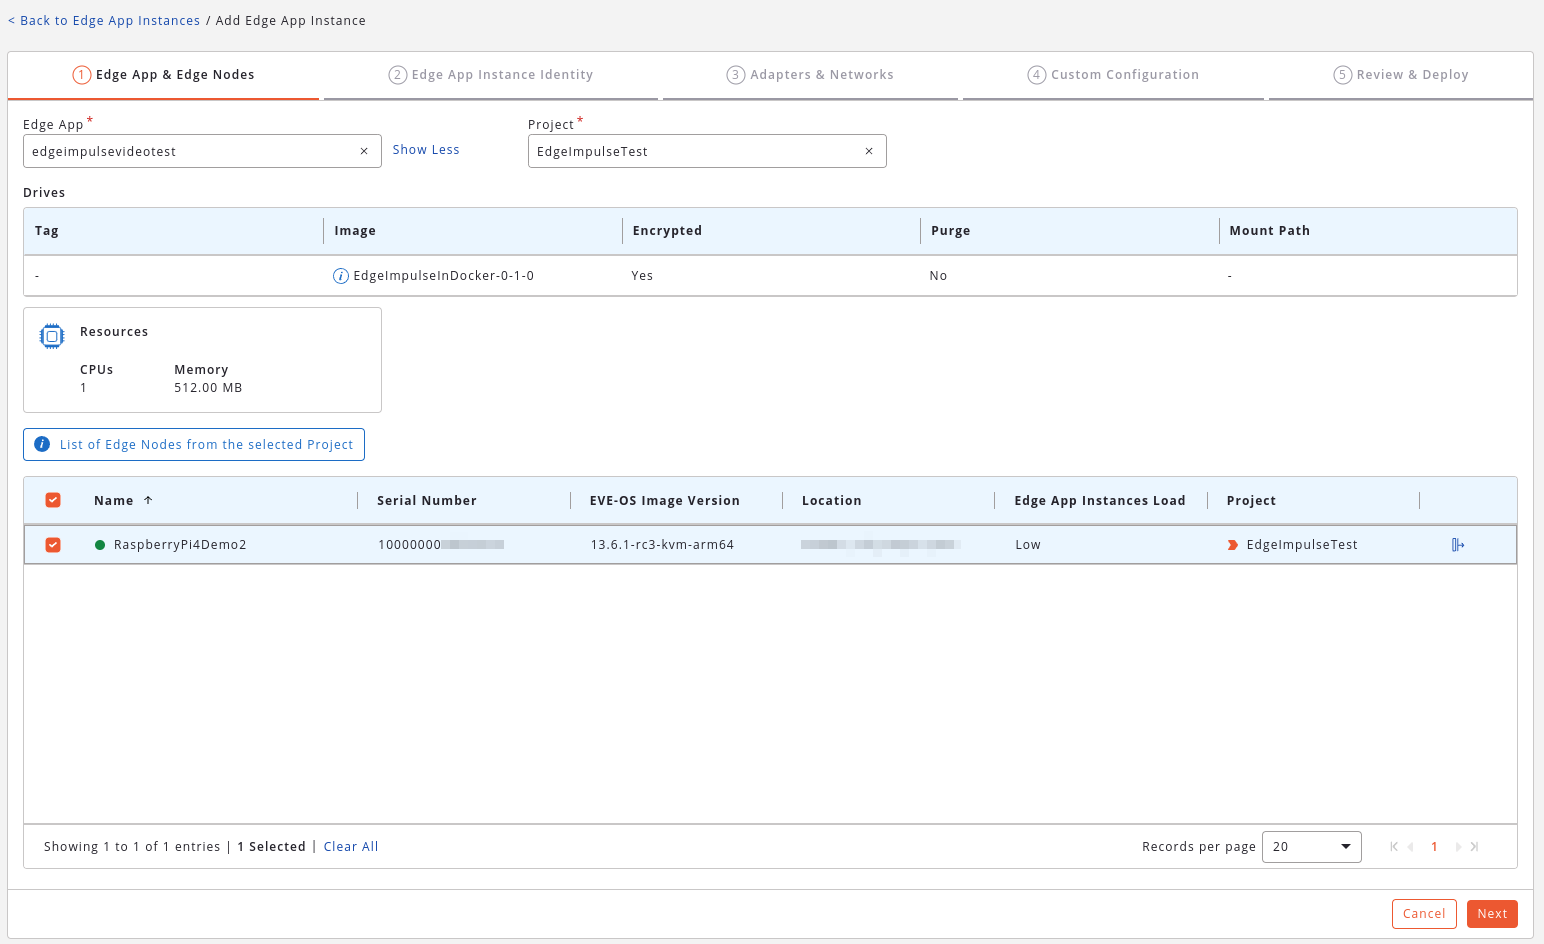 < Back to Edge App Instances / Add Edge App Instance
1 Edge App & Edge Nodes
2 Edge App Instance Identity
3 Adapters & Networks
4 Custom Configuration
5 Review & Deploy
Edge App *
Project *
edgeimpulsevideotest ×
Show Less
EdgeImpulseTest ×
Drives
Tag Image Encrypted Purge Mount Path
- i EdgeImpulseInDocker-0-1-0 Yes No -
Resources
CPUs Memory
1 512.00 MB
i List of Edge Nodes from the selected Project
Name ↑ Serial Number EVE-OS Image Version Location Edge App Instances Load Project
RaspberryPi4Demo2 10000000 13.6.1-rc3-kvm-arm64 Low EdgeImpulseTest
Showing 1 to 1 of 1 entries | 1 Selected | Clear All
Records per page 20 1
Cancel Next